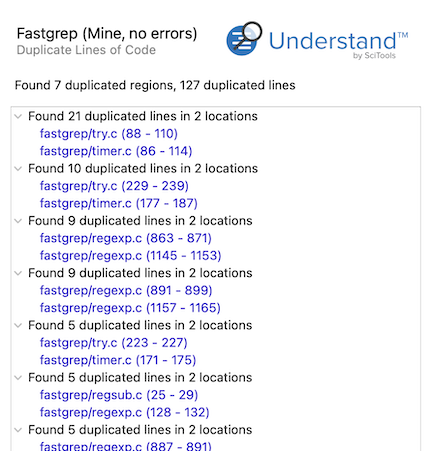 Fastgrep (Mine, no errors)
Duplicate Lines of Code
Understand™
by SciTools
Found 7 duplicated regions, 127 duplicated lines
Found 21 duplicated lines in 2 locations
fastgrep/try.c (88 - 110)
fastgrep/timer.c (86 - 114)
Found 10 duplicated lines in 2 locations
fastgrep/try.c (229 - 239)
fastgrep/timer.c (177 - 187)
Found 9 duplicated lines in 2 locations
fastgrep/regexp.c (863 - 871)
fastgrep/regexp.c (1145 - 1153)
Found 9 duplicated lines in 2 locations
fastgrep/regexp.c (891 - 899)
fastgrep/regexp.c (1157 - 1165)
Found 5 duplicated lines in 2 locations
fastgrep/try.c (223 - 227)
fastgrep/timer.c (171 - 175)
Found 5 duplicated lines in 2 locations
fastgrep/regsub.c (25 - 29)
fastgrep/regexp.c (128 - 132)
Found 5 duplicated lines in 2 locations
fastgrep/regexp.c (887 - 891)